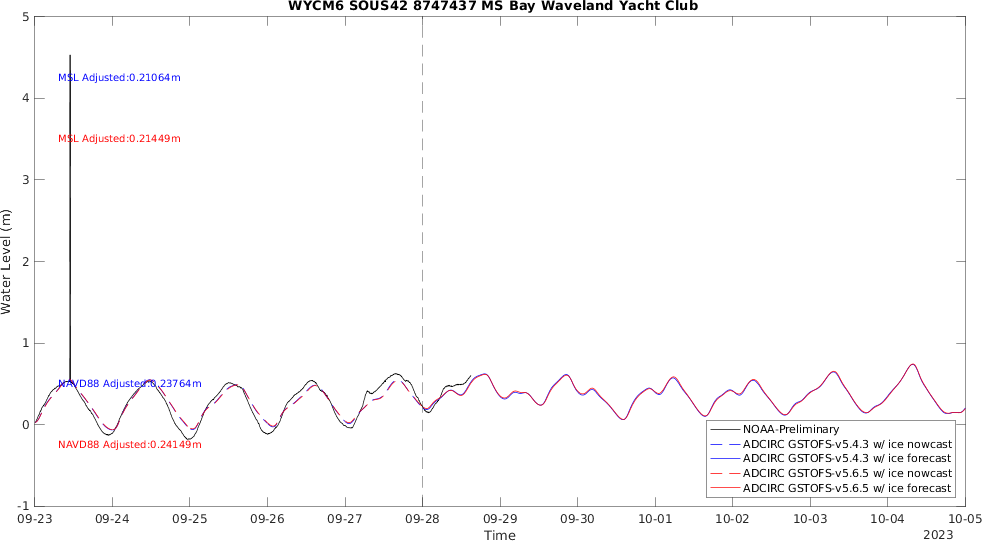 WYCM6 SOUS42 8747437 MS Bay Waveland Yacht Club
5
4
3
2
1
0
-1
Water Level (m)
MSL Adjusted:0.21064m
MSL Adjusted:0.21449m
NAVD88 Adjusted:0.23764m
NAVD88 Adjusted:0.24149m
NOAA-Preliminary
ADCIRC GSTOFS-v5.4.3 w/ ice nowcast
ADCIRC GSTOFS-v5.4.3 w/ ice forecast
ADCIRC GSTOFS-v5.6.5 w/ ice nowcast
ADCIRC GSTOFS-v5.6.5 w/ ice forecast
09-23 09-24 09-25 09-26 09-27 09-28 09-29 09-30 10-01 10-02 10-03 10-04 10-05
Time
2023